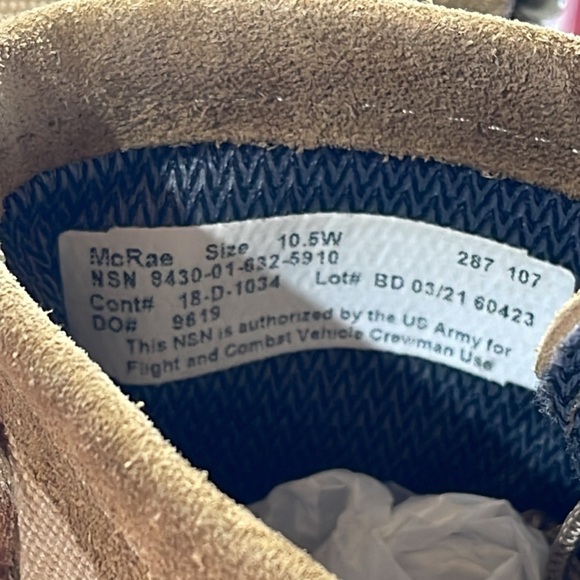 McRae Size 10.5W 287 107
NSN 8430-01-632-5910
Cont# 18-D-1034 Lot# BD 03/21 60423
DO# 9619
This NSN is authorized by the US Army for
Flight and Combat Vehicle Crewman Use